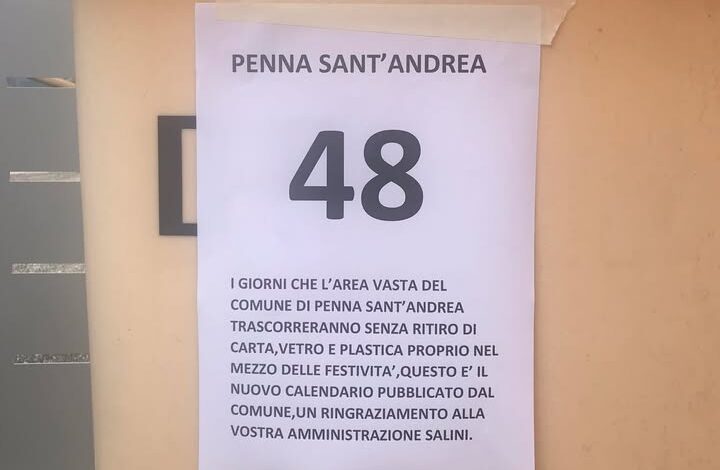 PENNA SANT'ANDREA
48
I GIORNI CHE L'AREA VASTA DEL
COMUNE DI PENNA SANT'ANDREA
TRASCORRERANNO SENZA RITIRO DI
CARTA,VETRO E PLASTICA PROPRIO NEL
MEZZO DELLE FESTIVITA',QUESTO E' IL
NUOVO CALENDARIO PUBBLICATO DAL
COMUNE,UN RINGRAZIAMENTO ALLA
VOSTRA AMMINISTRAZIONE SALINI.